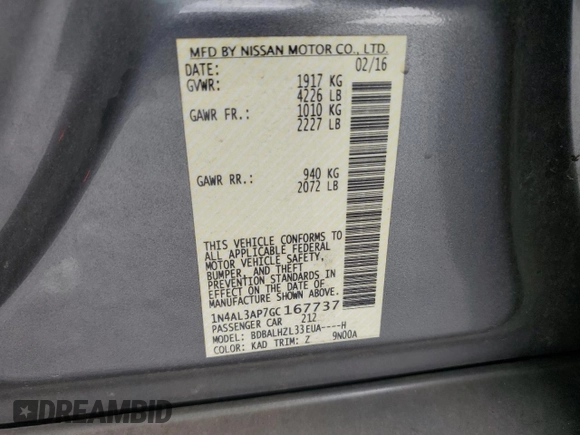 MFD BY NISSAN MOTOR CO., LTD.
DATE: 02/16
GVWR: 1917 KG
4226 LB
GAWR FR.: 1010 KG
2227 LB
GAWR RR.: 940 KG
2072 LB
THIS VEHICLE CONFORMS TO
ALL APPLICABLE FEDERAL
MOTOR VEHICLE SAFETY,
BUMPER, AND THEFT
PREVENTION STANDARDS IN
EFFECT ON THE DATE OF
MANUFACTURE SHOWN ABOVE.
1N4AL3AP7GC167737
PASSENGER CAR 212
MODEL: BDBALHZL33EUA----H
COLOR: KAD TRIM: Z 9N00A
DREAMBID